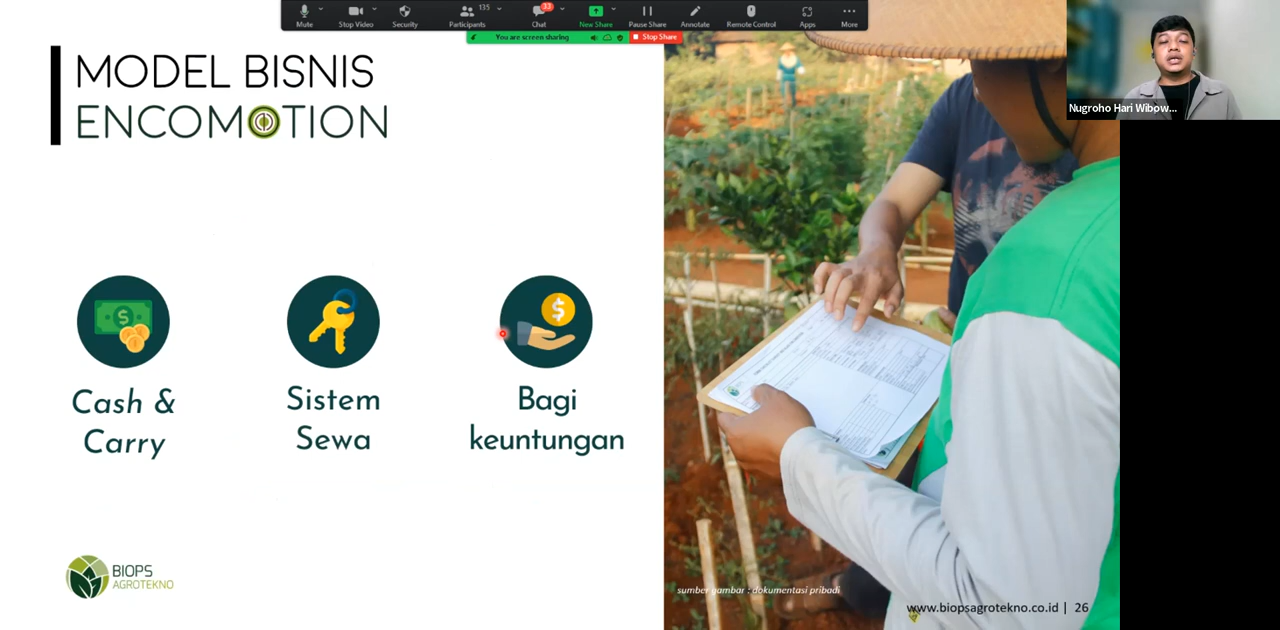 Mute
Stop Video
Security
Participants
135
Chat
33
New Share
Pause Share
Annotate
Remote Control
Apps
More
You are screen sharing
Stop Share
Nugroho Hari Wibow...
MODEL BISNIS
ENCOMOTION
Cash &
Carry
Sistem
Sewa
Bagi
keuntungan
BIOPS
AGROTEKNO
sumber gambar : dokumentasi pribadi
www.biopsagrotekno.co.id | 26